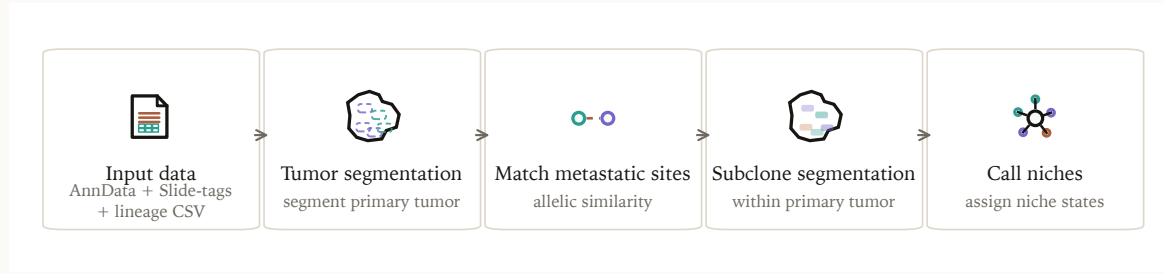 Input data
AnnData + Slide-tags
+ lineage CSV
Tumor segmentation
segment primary tumor
Match metastatic sites
allelic similarity
Subclone segmentation
within primary tumor
Call niches
assign niche states